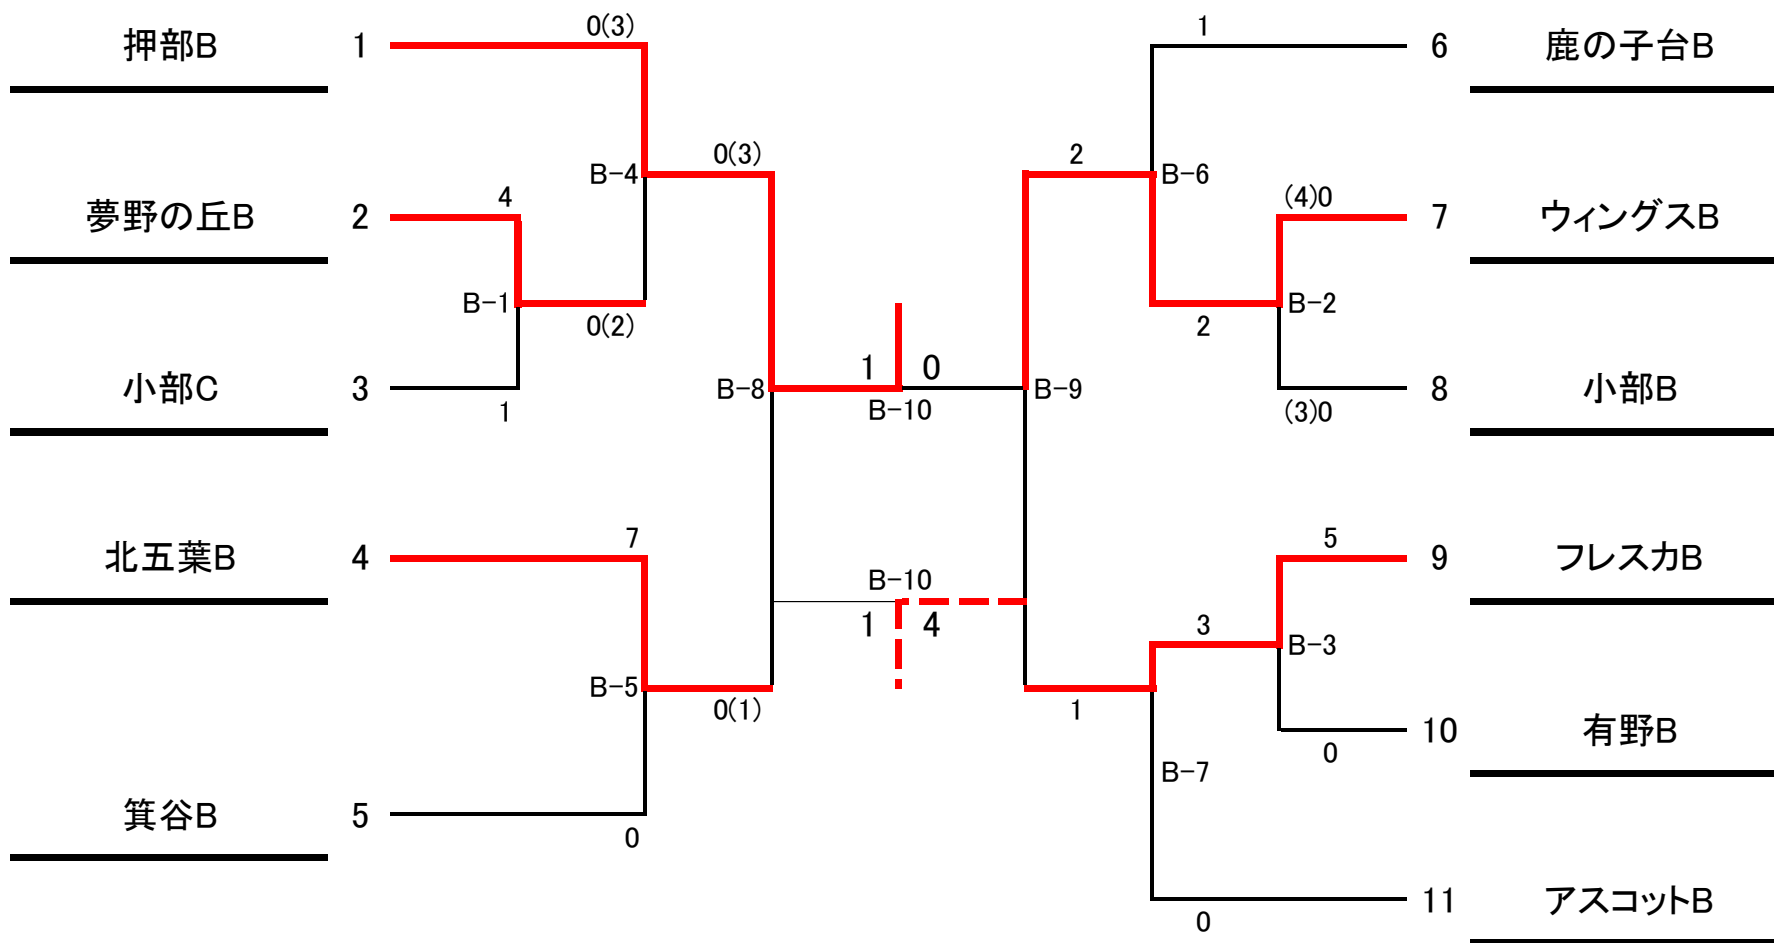 0(3)
1
押部B
1
6
鹿の子台B
0(3)
2
B-4
B-6
4
(4)0
夢野の丘B
2
7
ウィングスB
B-1
B-2
0(2)
2
1
0
小部C
3
B-8
B-9
8
小部B
1
B-10
(3)0
7
5
北五葉B
4
9
フレスカB
B-10
1
4
3
B-3
B-5
0(1)
1
10
有野B
0
B-7
箕谷B
5
0
11
アスコットB
0